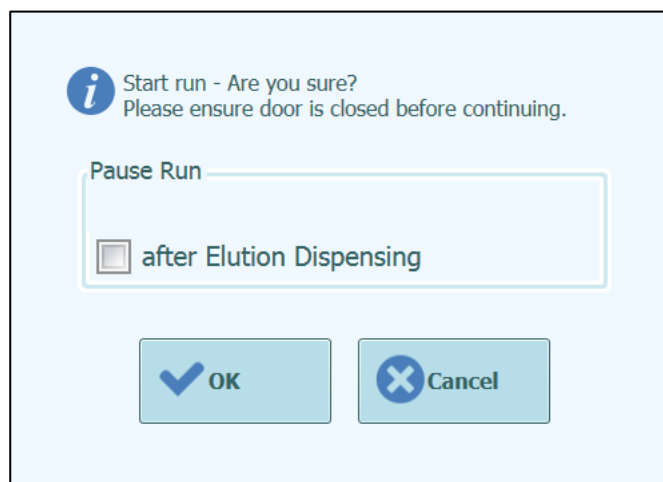 Start run - Are you sure?
Please ensure door is closed before continuing.
Pause Run
after Elution Dispensing
OK
Cancel